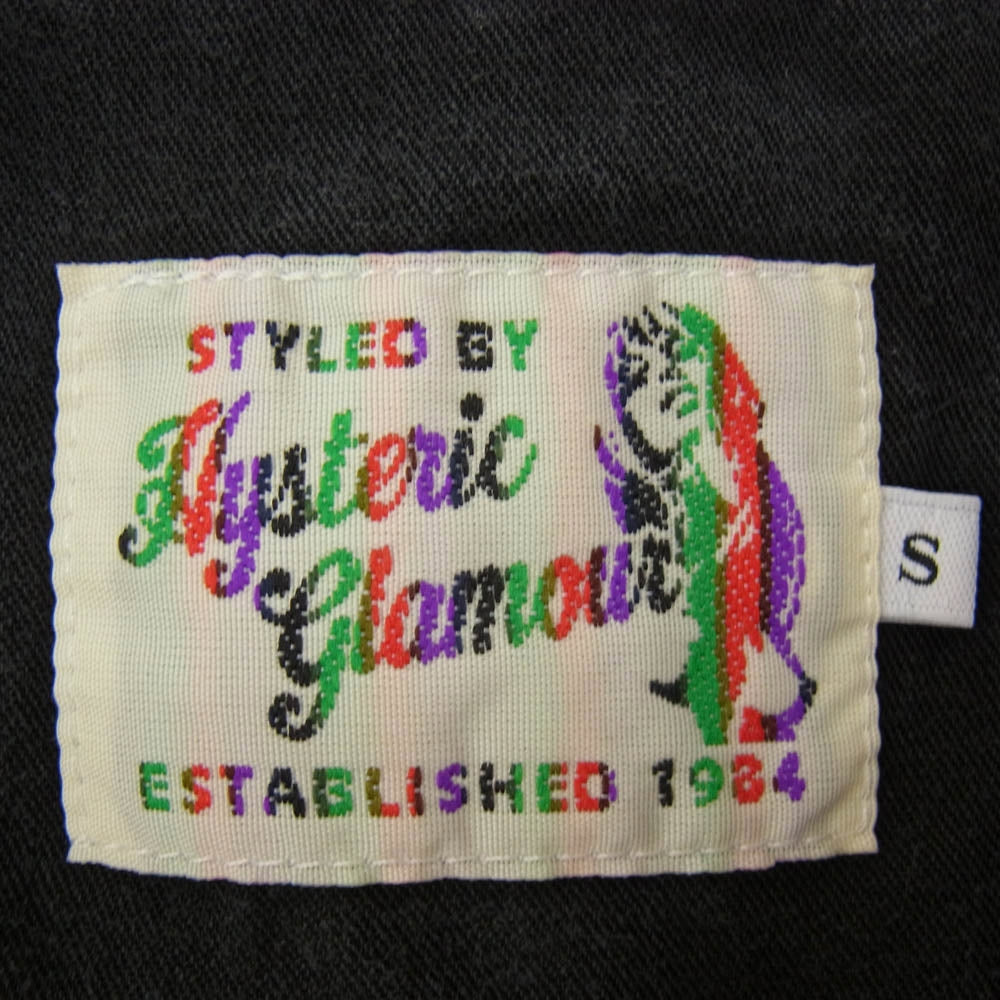 STYLED BY
Hysteric
Glamour
ESTABLISHED 1984
S